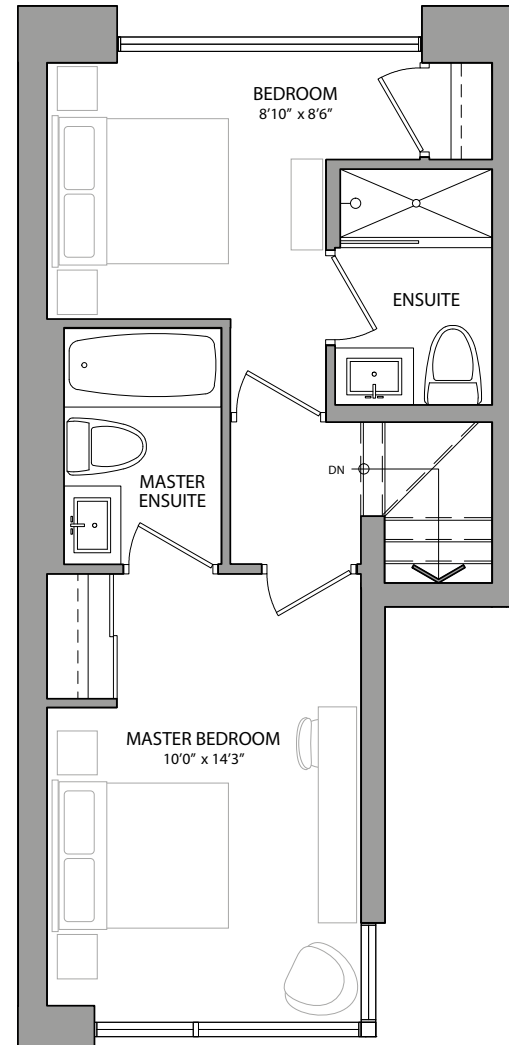 BEDROOM
8'10" x 8'6"
ENSUITE
DN
MASTER
ENSUITE
MASTER BEDROOM
10'0" x 14'3"